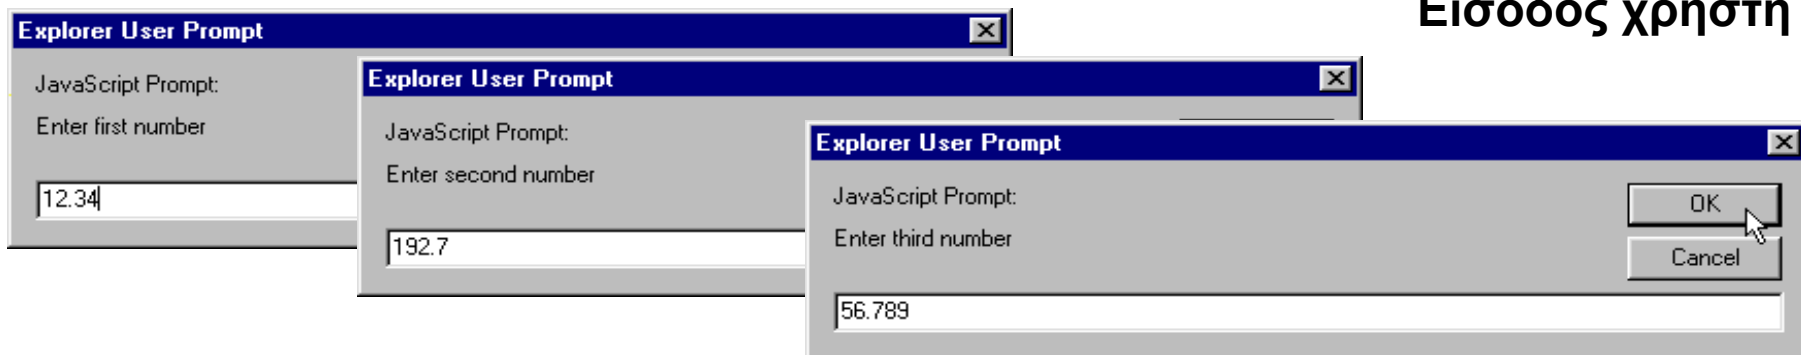 Είσοδος χρήστη
Explorer User Prompt
JavaScript Prompt:
Enter first number
12.34
Explorer User Prompt
JavaScript Prompt:
Enter second number
192.7
Explorer User Prompt
JavaScript Prompt:
Enter third number
OK
Cancel
56.789